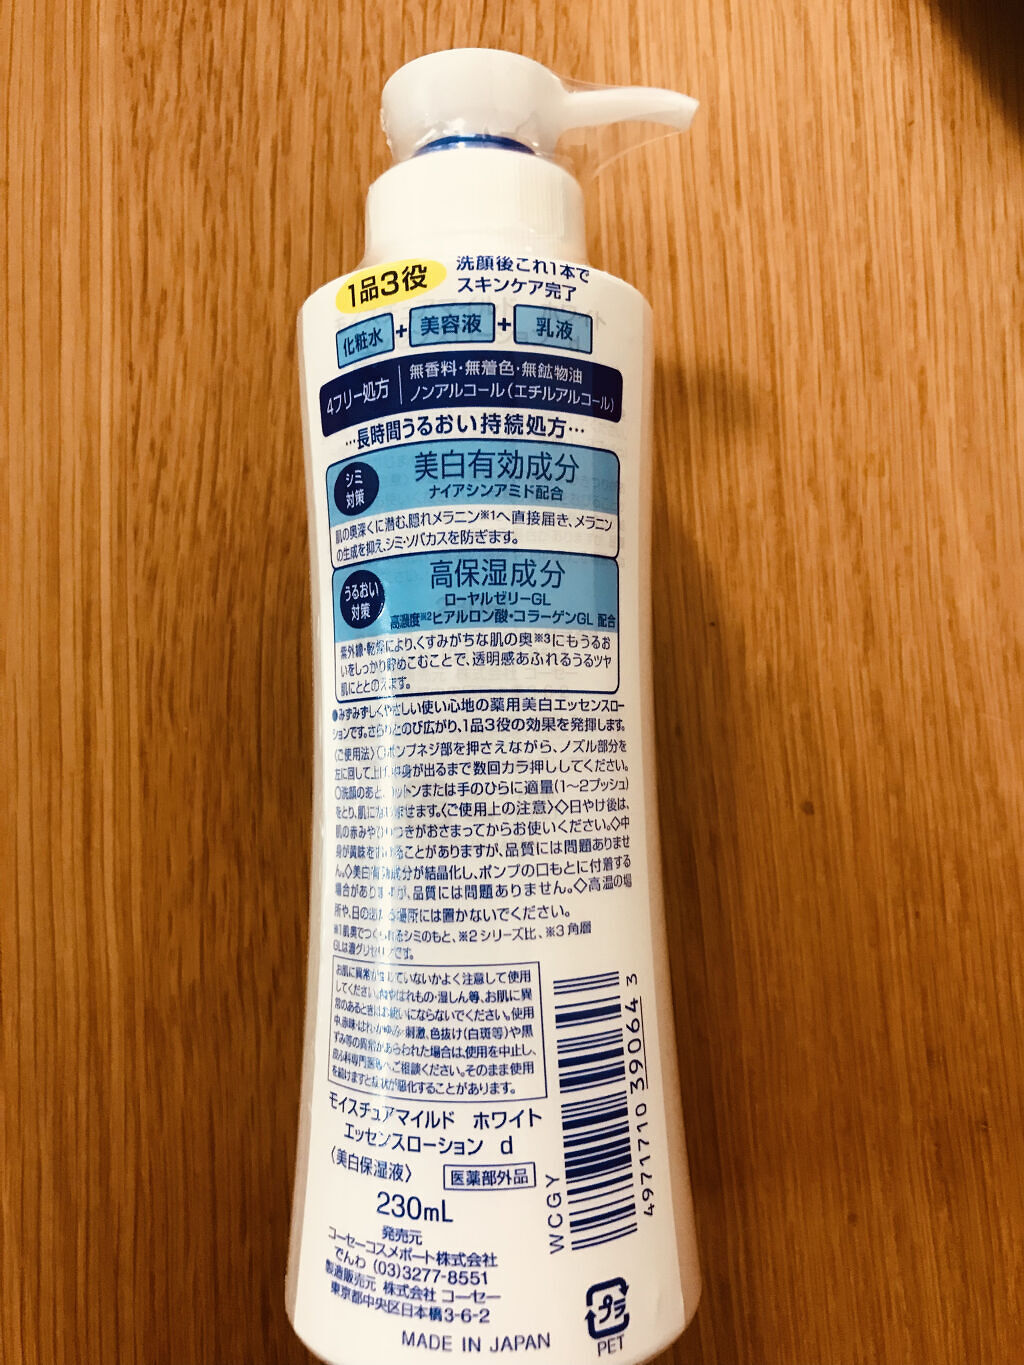 1品3役
洗顔後これ1本で
スキンケア完了
化粧水+美容液+乳液
4フリー処方
無香料・無着色・無鉱物油
ノンアルコール(エチルアルコール)
…長時間うるおい持続処方…
シミ
対策
美白有効成分
ナイアシンアミド配合
肌の奥深くに潜む、隠れメラニン※1へ直接届き、メラニン
の生成を抑え、シミ・ソバカスを防ぎます。
うるおい
対策
高保湿成分
ローヤルゼリーGL
高濃度※2ヒアルロン酸・コラーゲンGL 配合
紫外線・乾燥により、くすみがちな肌の奥※3にもうるお
いをしっかり貯めこむことで、透明感あふれるうるツヤ
肌にととのえます。
●みずみずしくやさしい使い心地の薬用美白エッセンスロー
ションです。さらりとのび広がり、1品3役の効果を発揮します。
〈ご使用法〉○ポンプネジ部を押さえながら、ノズル部分を
左に回して上げ、中身が出るまで数回カラ押ししてください。
○洗顔のあと、コットンまたは手のひらに適量(1〜2プッシュ)
をとり、肌になじませます。〈ご使用上の注意〉◇日やけ後は、
肌の赤みやひりつきがおさまってからお使いください。◇中
身が黄味をおびることがありますが、品質には問題ありませ
ん。◇美白有効成分が結晶化し、ポンプの口もとに付着する
場合がありますが、品質には問題ありません。◇高温の場
所や、日のあたる場所には置かないでください。
※1 肌奥でつくられるシミのもと、※2 シリーズ比、※3 角層
GLは濃グリセリンです。
お肌に異常が生じていないかよく注意して使用
してください。傷やはれもの・湿しん等、お肌に異
常のあるときはお使いにならないでください。使用
中、赤味・はれ・かゆみ・刺激、色抜け(白斑等)や黒
ずみ等の異常があらわれた場合は、使用を中止し、
皮ふ科専門医等へご相談ください。そのまま使用
を続けますと症状が悪化することがあります。
モイスチュアマイルド ホワイト
エッセンスローション d
〈美白保湿液〉
医薬部外品
230mL
発売元
コーセーコスメポート株式会社
でんわ (03)3277-8551
製造販売元 株式会社 コーセー
東京都中央区日本橋3-6-2
MADE IN JAPAN
WCGY
4971710 390643
プラ
PET